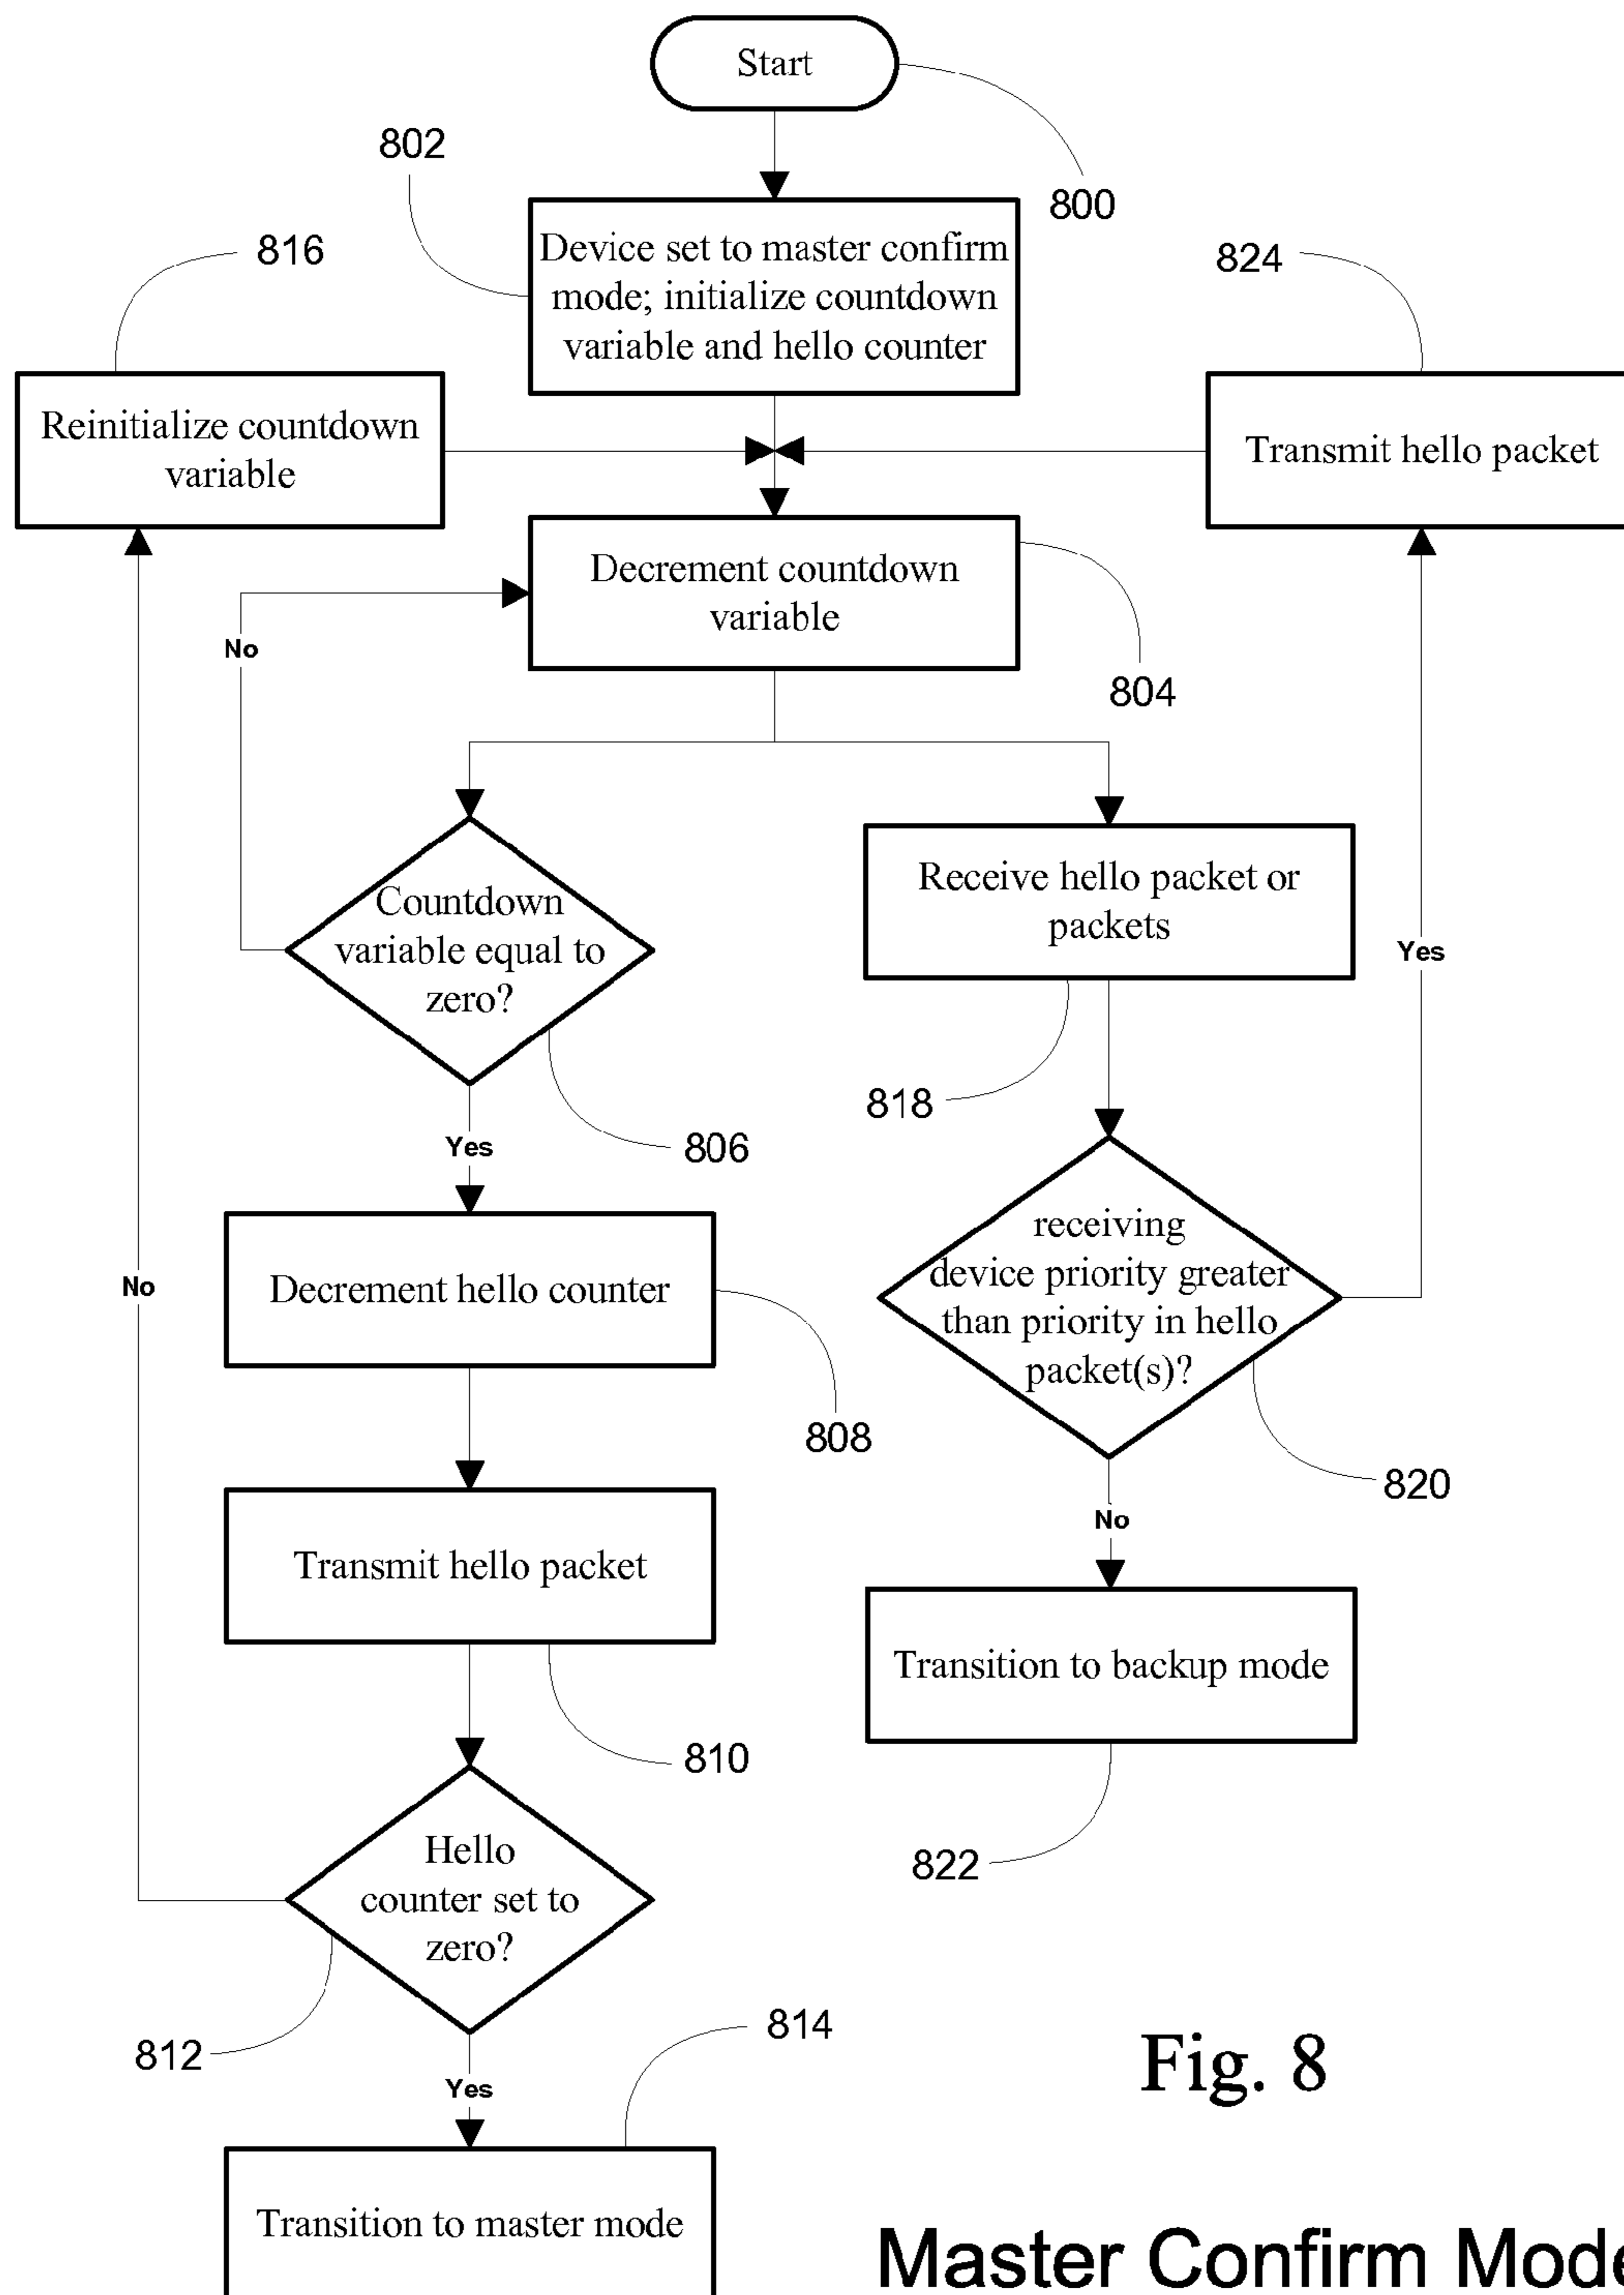 Start
802
800
Device set to master confirm
mode; initialize countdown
variable and hello counter
816
824
Reinitialize countdown
variable
Transmit hello packet
Decrement countdown
variable
No
804
Countdown
variable equal to
zero?
Receive hello packet or
packets
Yes
818
806
Yes
receiving
device priority greater
than priority in hello
packet(s)?
Decrement hello counter
No
808
820
No
Transmit hello packet
Transition to backup mode
810
822
Hello
counter set to
zero?
812
814
Yes
Fig. 8
Transition to master mode
Master Confirm Mode